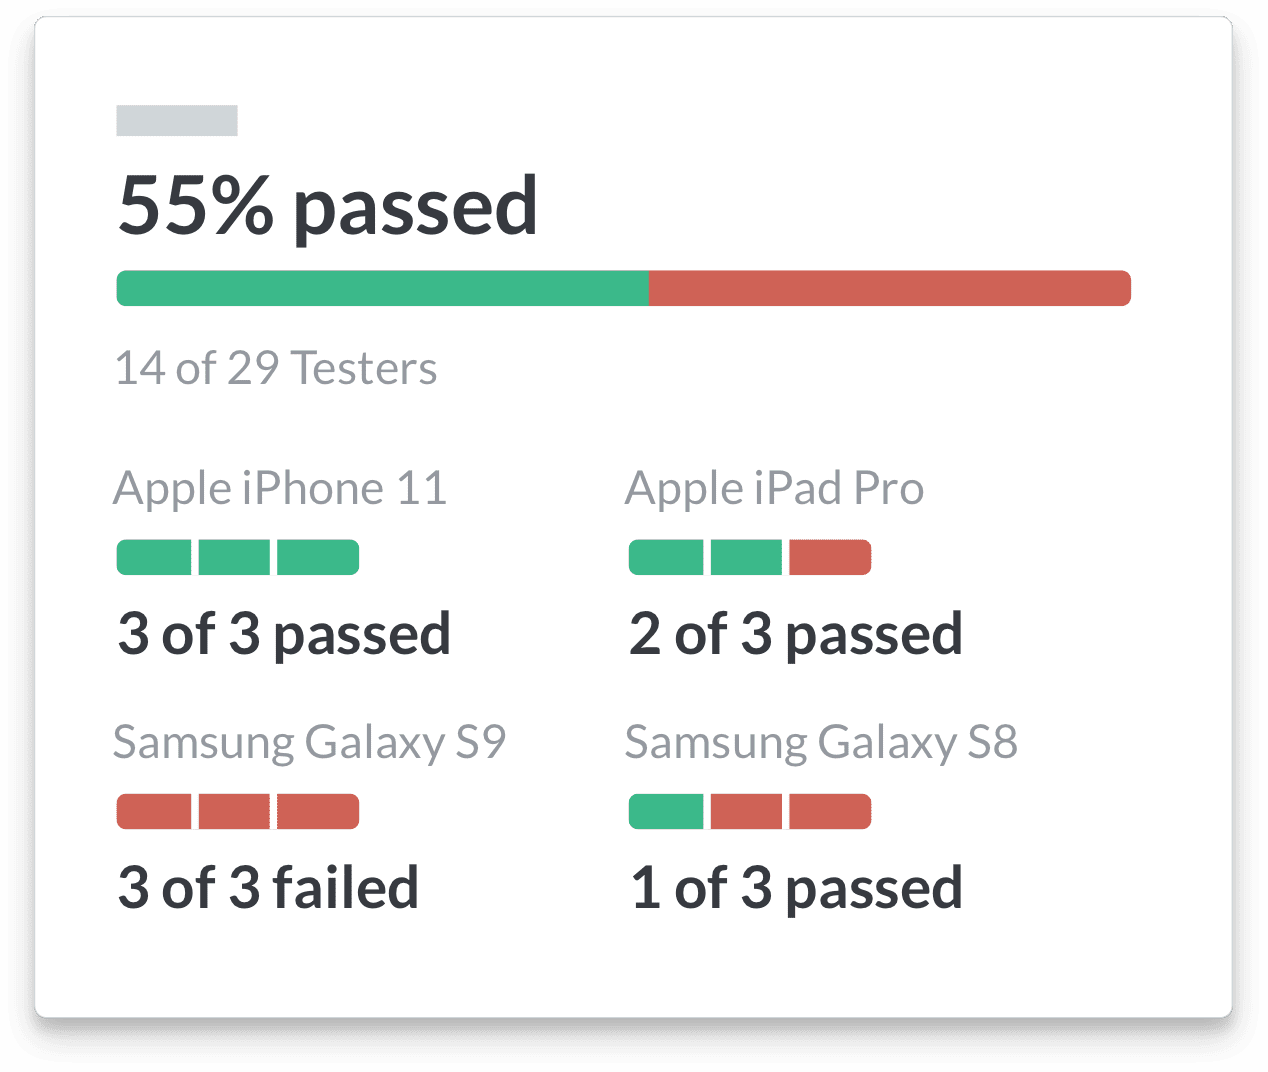 55% passed
14 of 29 Testers
Apple iPhone 11
3 of 3 passed
Apple iPad Pro
2 of 3 passed
Samsung Galaxy S9
3 of 3 failed
Samsung Galaxy S8
1 of 3 passed